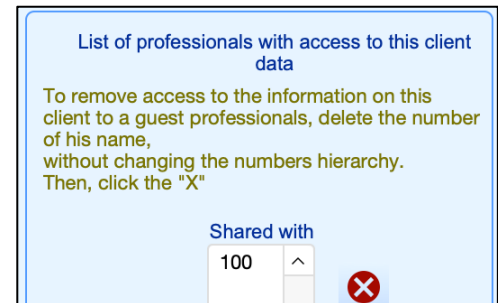 List of professionals with access to this client
data
To remove access to the information on this
client to a guest professionals, delete the number
of his name,
without changing the numbers hierarchy.
Then, click the "X"
Shared with
100